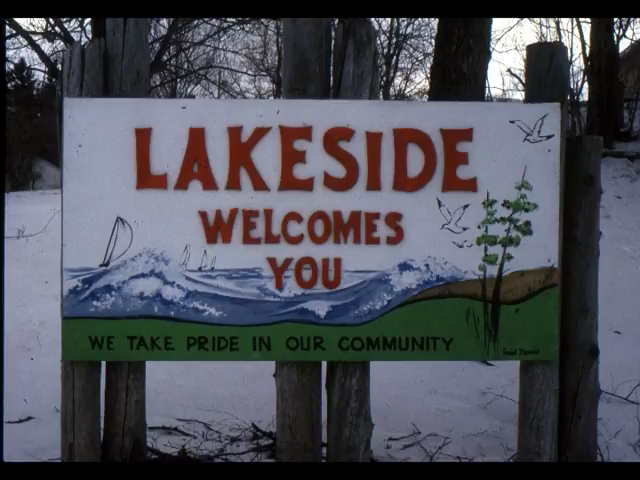 LAKESIDE
WELCOMES
YOU
WE TAKE PRIDE IN OUR COMMUNITY